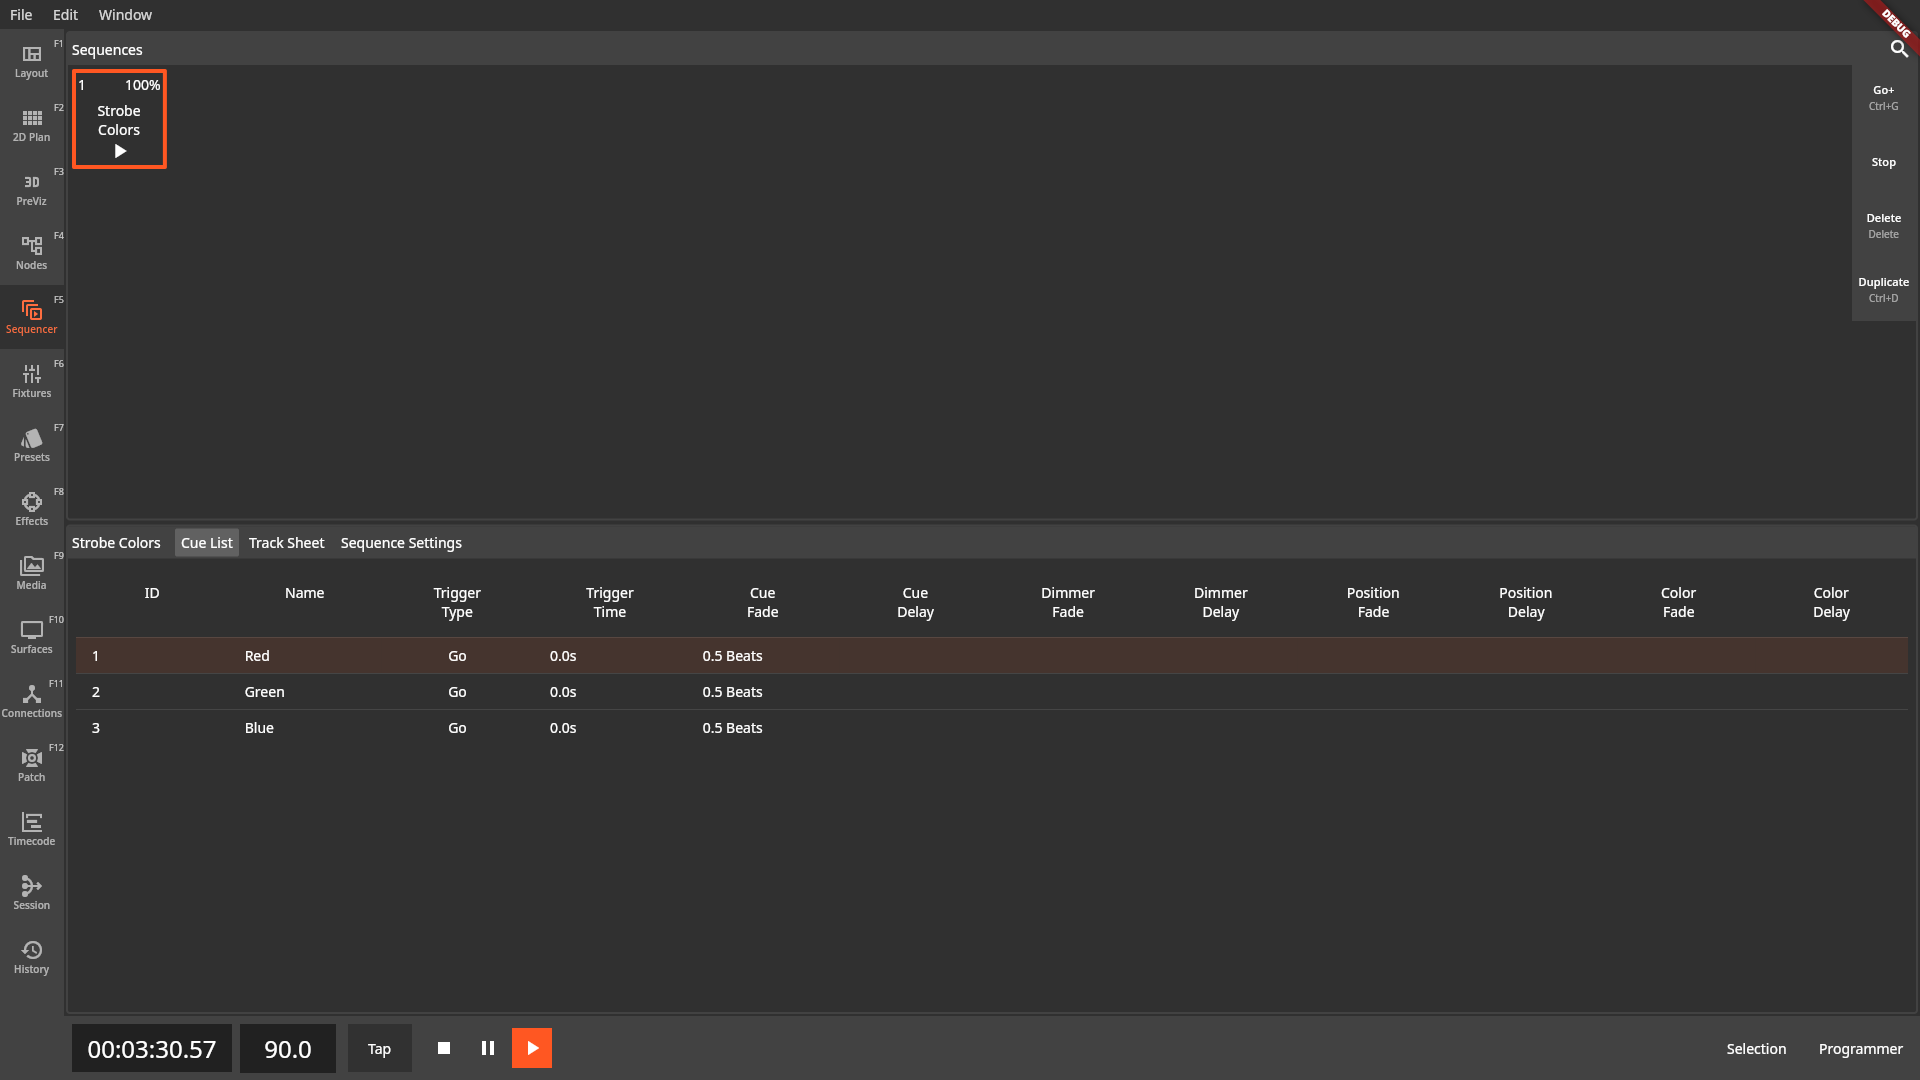 File Edit Window
DEBUG
F1
Layout
F2
2D Plan
F3
3D
PreViz
F4
Nodes
F5
Sequencer
F6
Fixtures
F7
Presets
F8
Effects
F9
Media
F10
Surfaces
F11
Connections
F12
Patch
Timecode
Session
History
Sequences
1 100%
Strobe
Colors
Go+
Ctrl+G
Stop
Delete
Delete
Duplicate
Ctrl+D
Strobe Colors Cue List Track Sheet Sequence Settings
ID Name Trigger Type Trigger Time Cue Fade Cue Delay Dimmer Fade Dimmer Delay Position Fade Position Delay Color Fade Color Delay
1 Red Go 0.0s 0.5 Beats
2 Green Go 0.0s 0.5 Beats
3 Blue Go 0.0s 0.5 Beats
00:03:30.57 90.0 Tap Selection Programmer